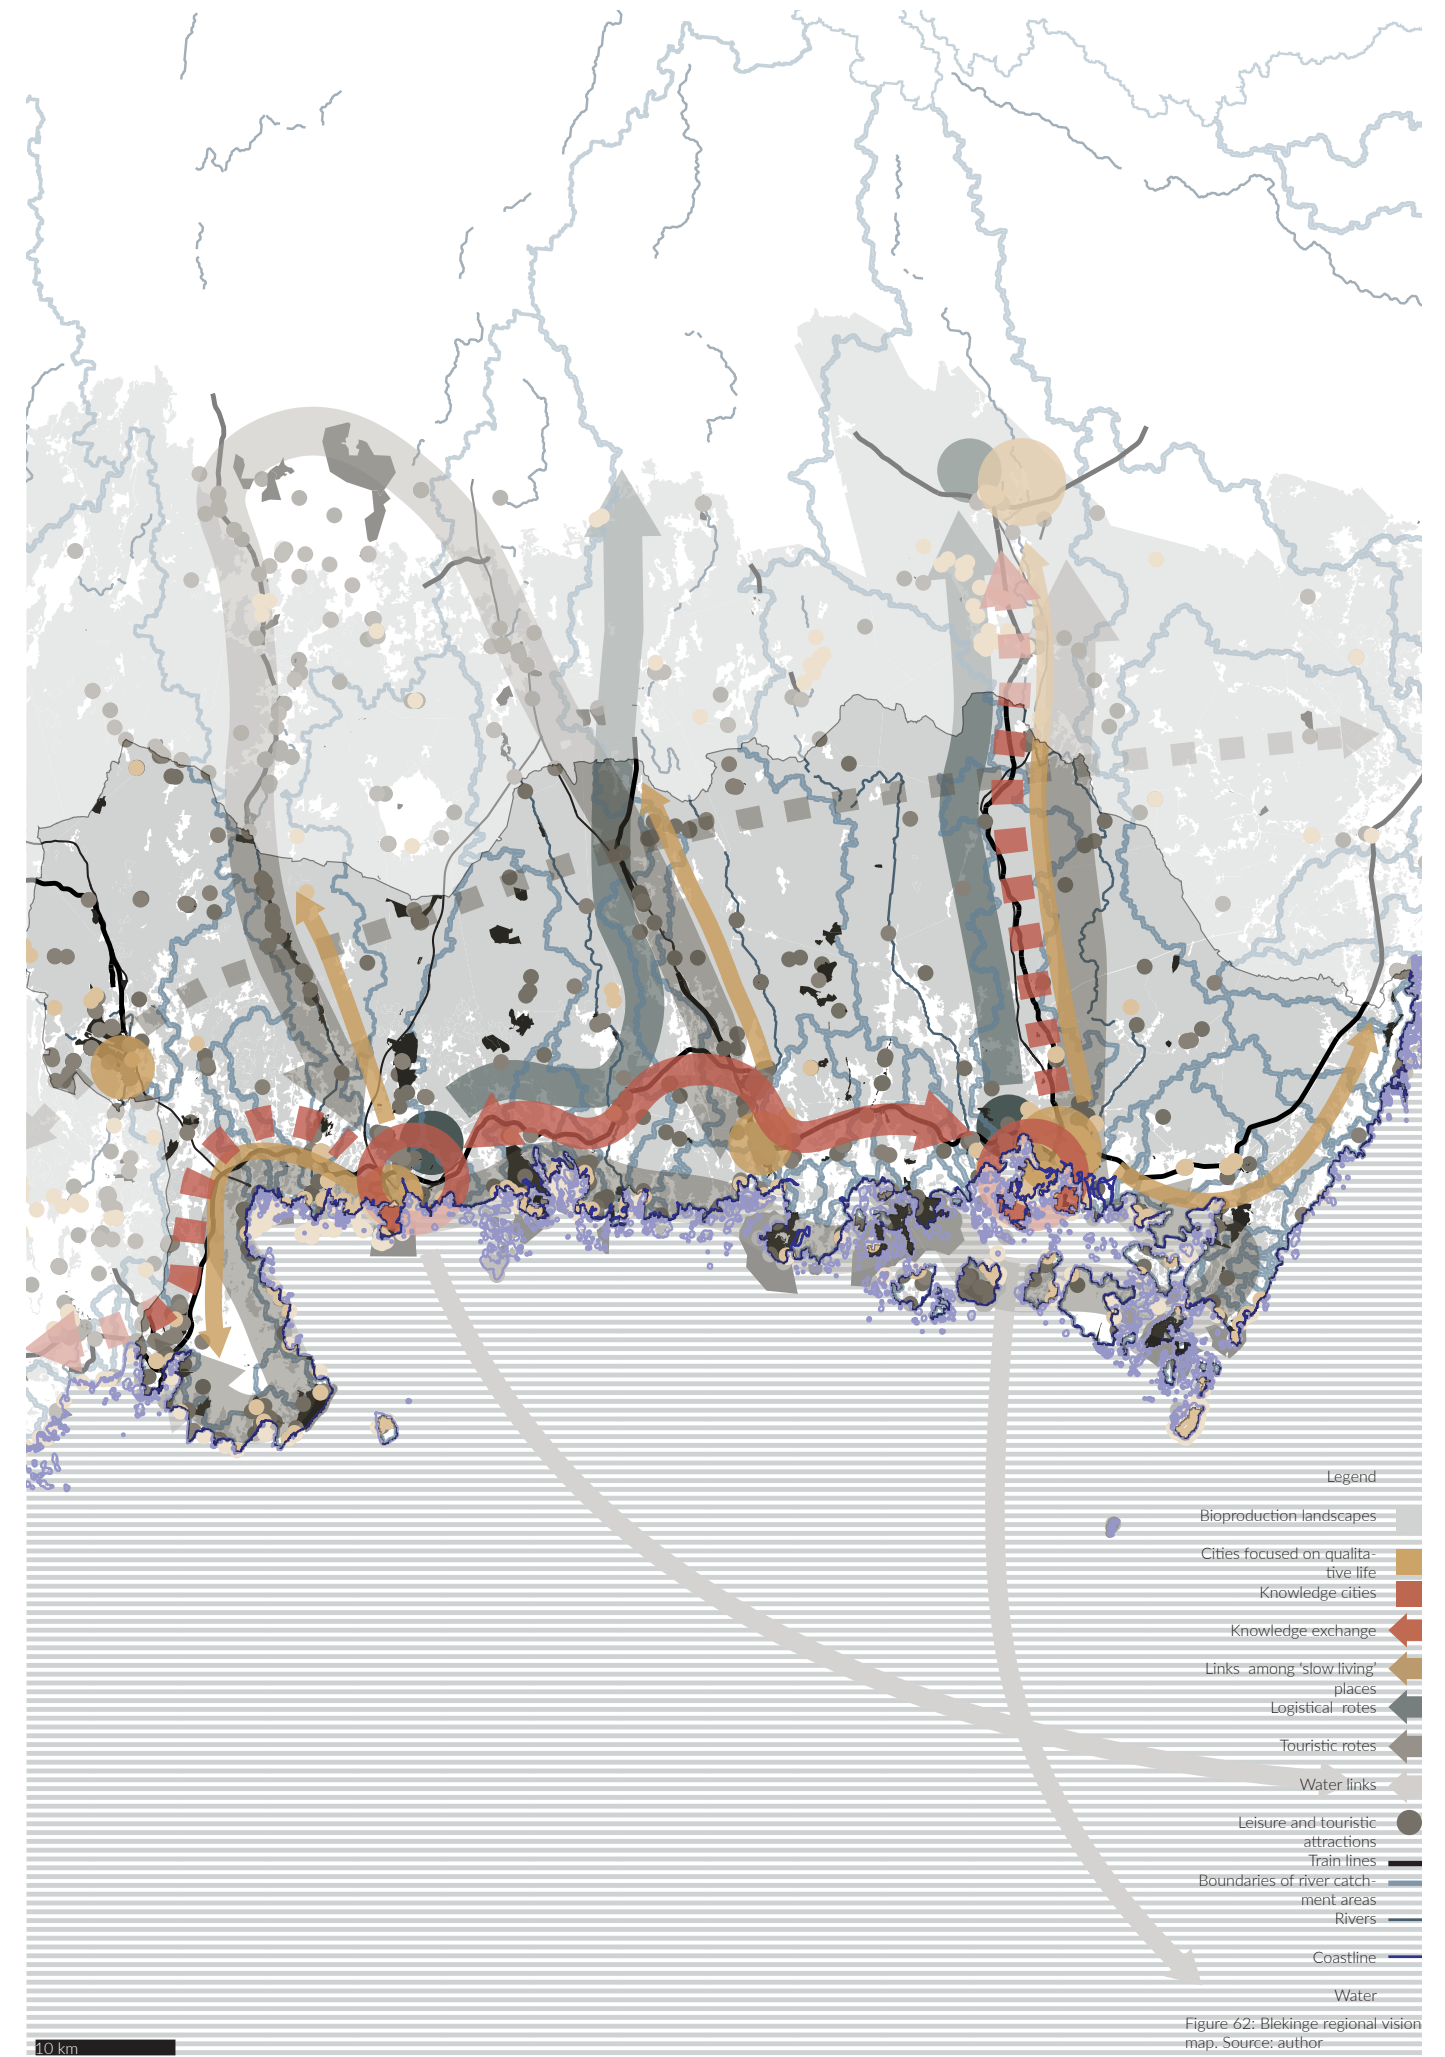 Legend
Bioproduction landscapes
Cities focused on qualita-
tive life
Knowledge cities
Knowledge exchange
Links among ‘slow living’
places
Logistical rotes
Touristic rotes
Water links
Leisure and touristic
attractions
Train lines
Boundaries of river catch-
ment areas
Rivers
Coastline
Water
Figure 62: Blekinge regional vision
map. Source: author
10 km